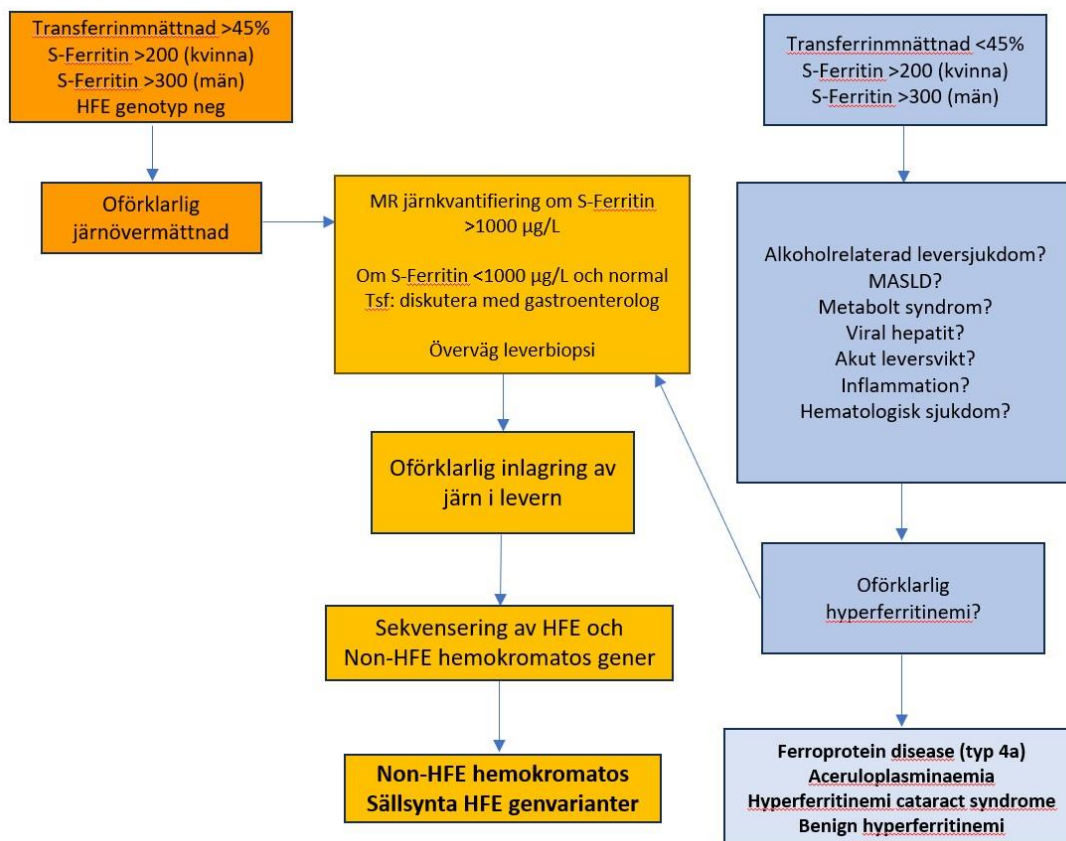 Transferrinmnättnad >45%
S-Ferritin >200 (kvinna)
S-Ferritin >300 (män)
HFE genotyp neg
Oförklarlig
järnövermättnad
MR järnkvantifiering om S-Ferritin
>1000 µg/L
Om S-Ferritin <1000 µg/L och normal
Tsf: diskutera med gastroenterolog
Överväg leverbiopsi
Oförklarlig inlagring av
järn i levern
Sekvensering av HFE och
Non-HFE hemokromatos gener
Non-HFE hemokromatos
Sällsynta HFE genvarianter
Transferrinmnättnad <45%
S-Ferritin >200 (kvinna)
S-Ferritin >300 (män)
Alkoholrelaterad leversjukdom?
MASLD?
Metabolt syndrom?
Viral hepatit?
Akut leversvikt?
Inflammation?
Hematologisk sjukdom?
Oförklarlig
hyperferritinemi?
Ferroprotein disease (typ 4a)
Aceruloplasminaemia
Hyperferritinemi cataract syndrome
Benign hyperferritinemi